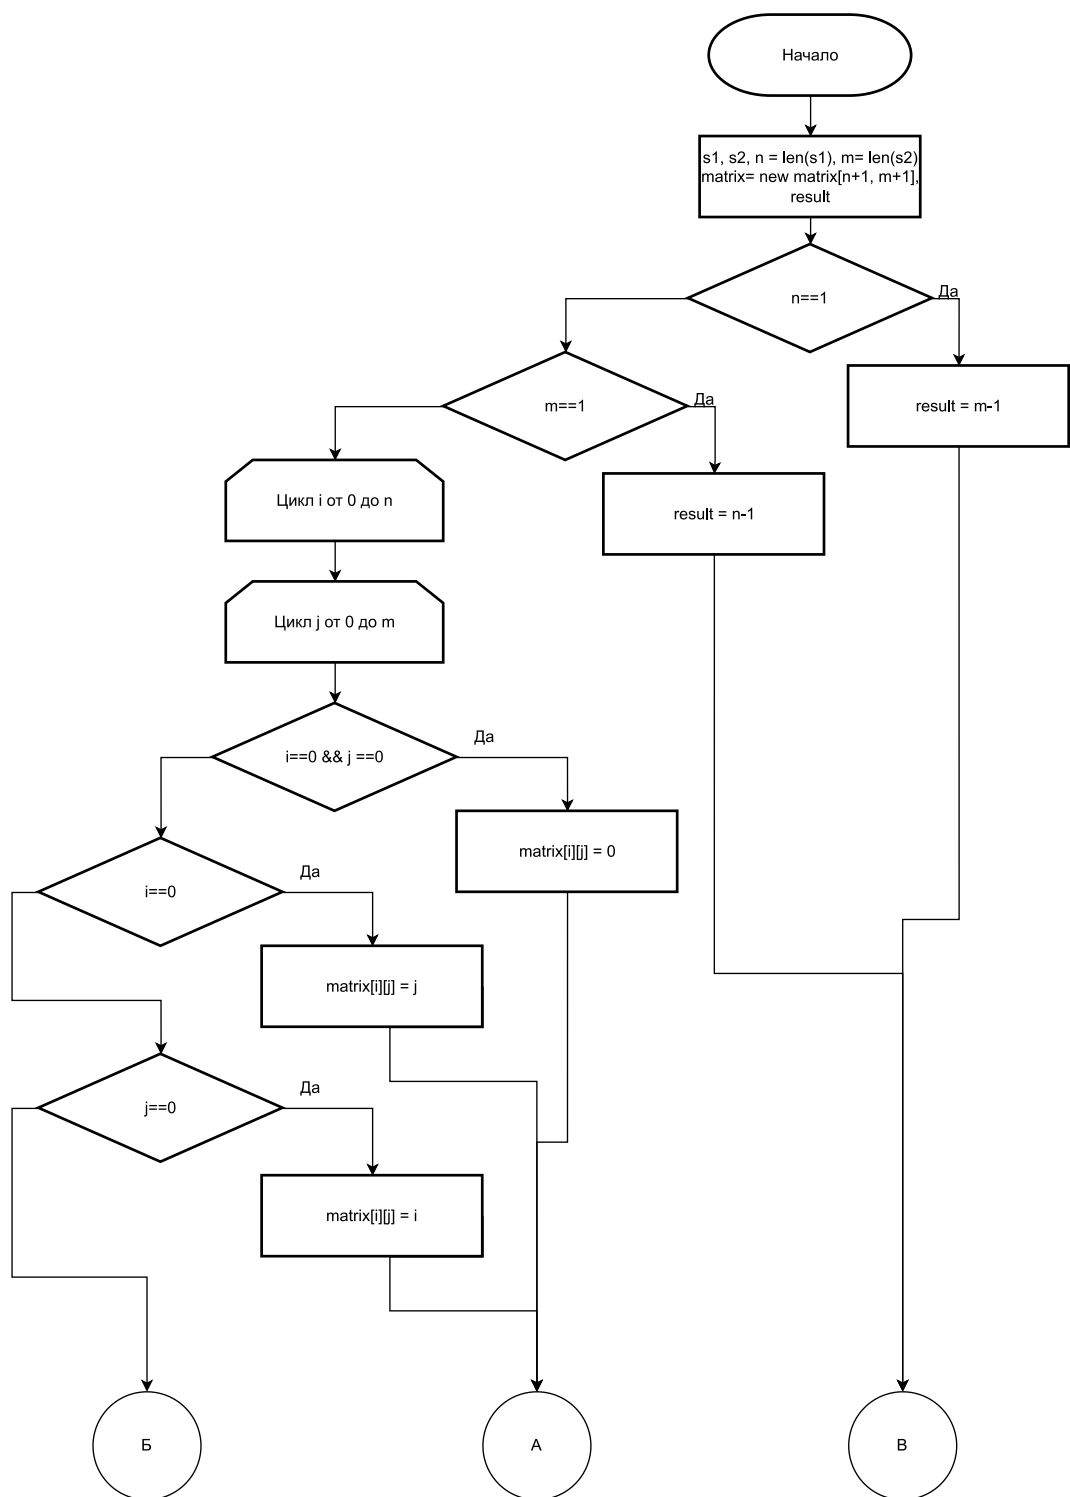 Начало
s1, s2, n = len(s1), m= len(s2)
matrix= new matrix[n+1, m+1],
result
n==1
Да
result = m-1
m==1
Да
result = n-1
Цикл i от 0 до n
Цикл j от 0 до m
i==0 && j ==0
Да
matrix[i][j] = 0
i==0
Да
matrix[i][j] = j
j==0
Да
matrix[i][j] = i
Б
А
В